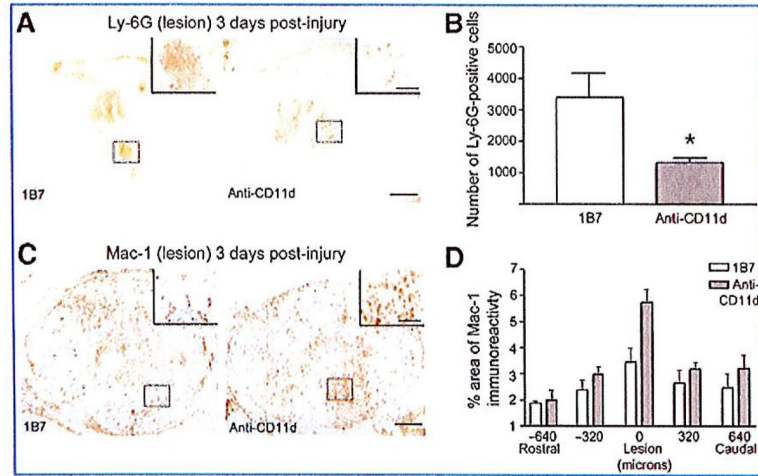 A Ly-6G (lesion) 3 days post-injury
1B7
Anti-CD11d
B
Number of Ly-6G-positive cells
5000
4000
3000
2000
1000
*
1B7 Anti-CD11d
C Mac-1 (lesion) 3 days post-injury
1B7
Anti-CD11d
D
% area of Mac-1
immunoreactivty
7
6
5
4
3
2
1
1B7
Anti-
CD11d
-640 -320 0 320 640
Rostral Lesion Caudal
(microns)